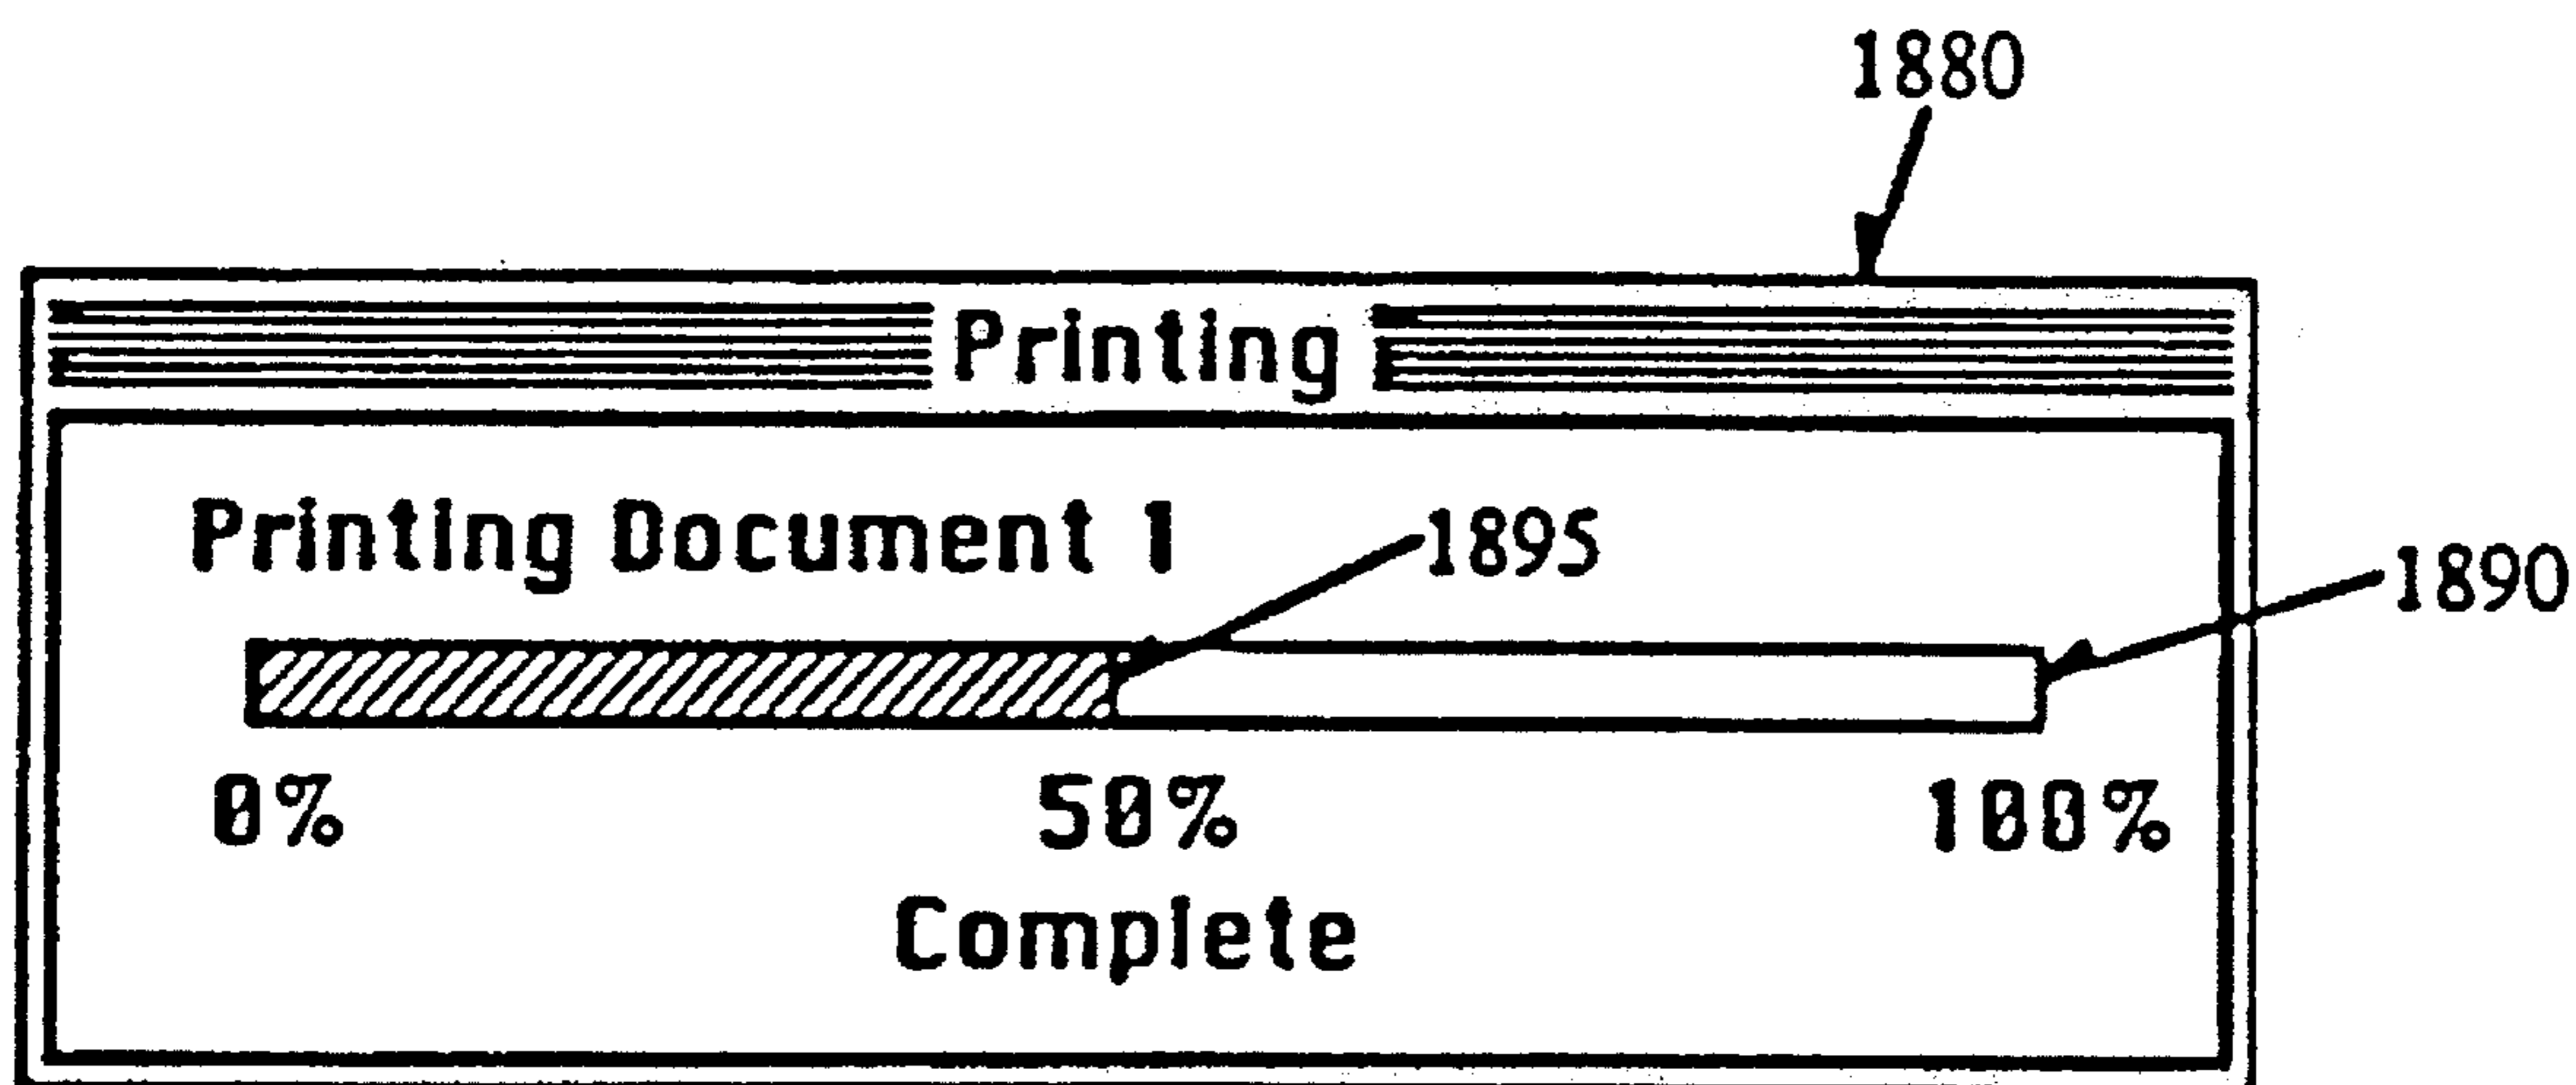 1880
Printing
Printing Document 1
1895
1890
0% 50% 100%
Complete